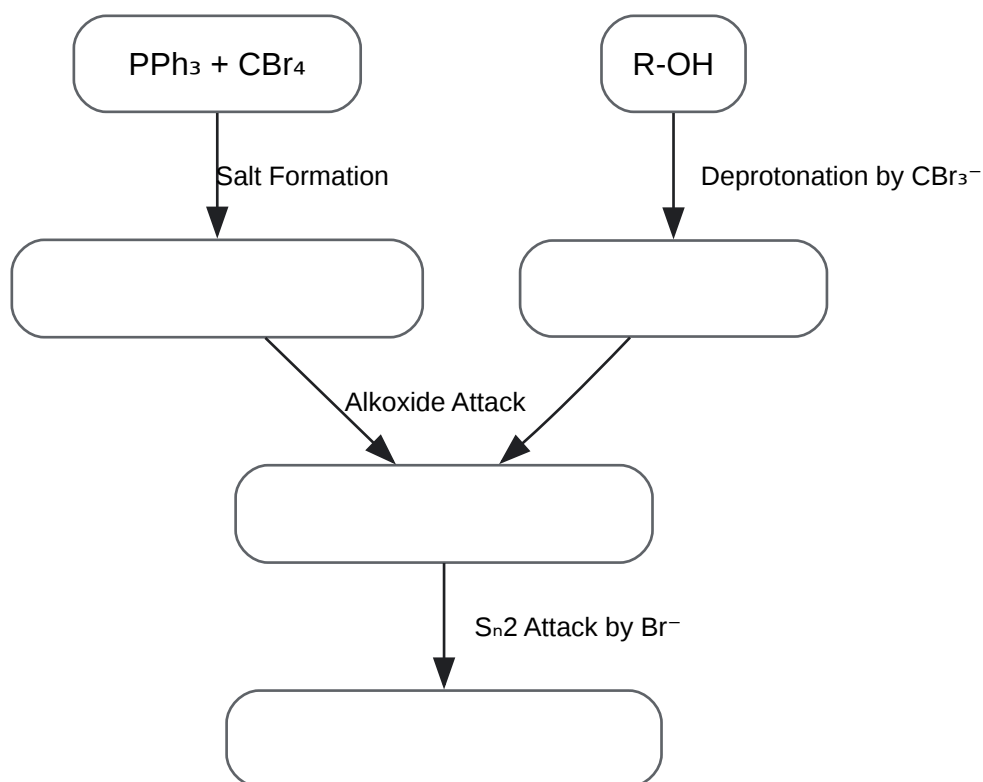 PPh₃ + CBr₄
R-OH
Salt Formation
Deprotonation by CBr₃⁻
Alkoxide Attack
Sₙ2 Attack by Br⁻